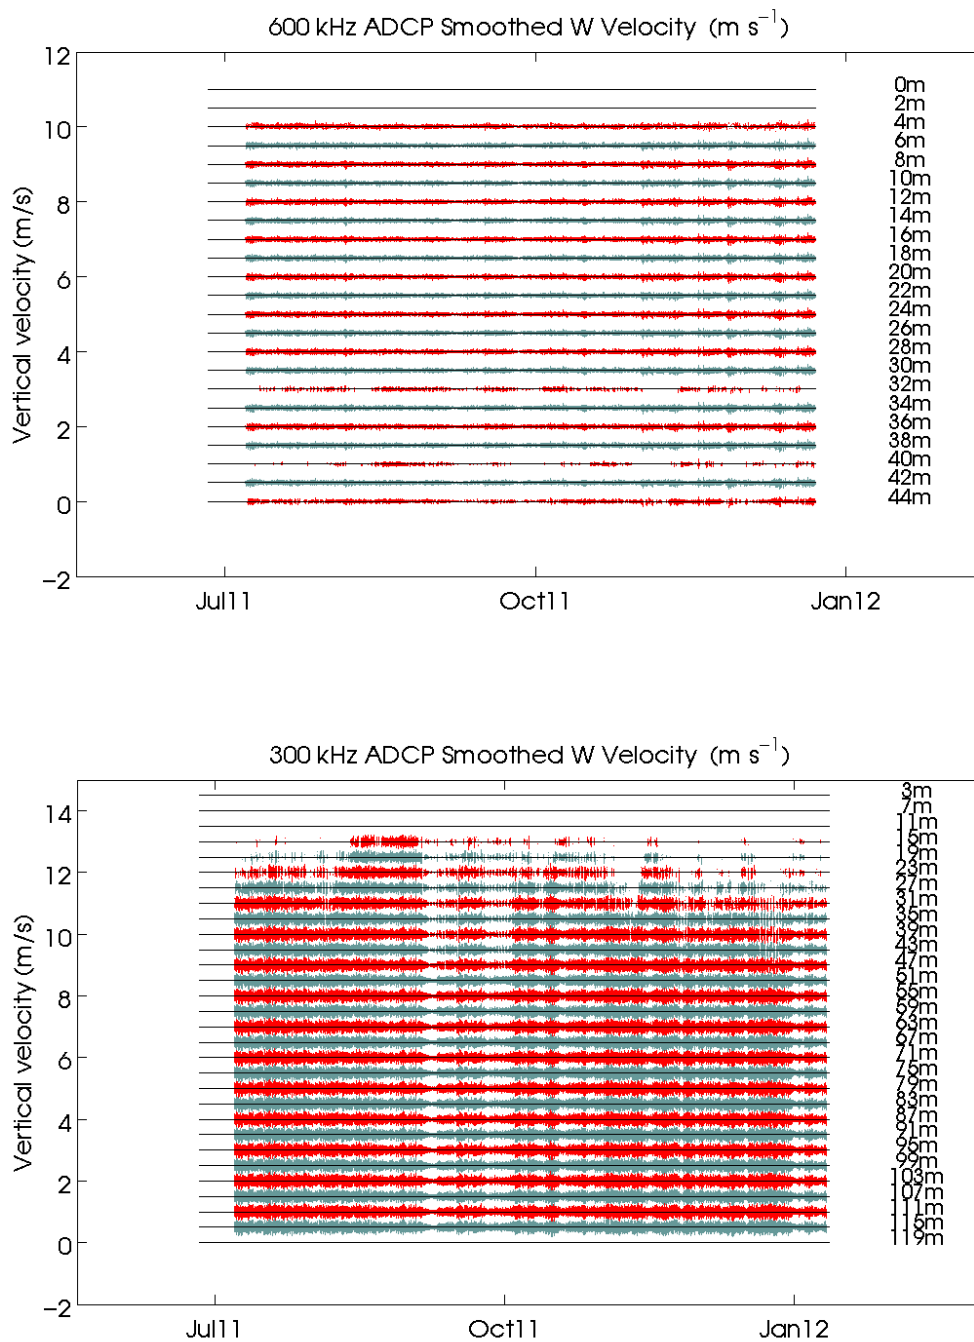 600 kHz ADCP Smoothed W Velocity (m s⁻¹)
12
10
8
6
4
2
0
−2
Vertical velocity (m/s)
0m
2m
4m
6m
8m
10m
12m
14m
16m
18m
20m
22m
24m
26m
28m
30m
32m
34m
36m
38m
40m
42m
44m
Jul11 Oct11 Jan12
300 kHz ADCP Smoothed W Velocity (m s⁻¹)
14
12
10
8
6
4
2
0
−2
Vertical velocity (m/s)
3m
7m
11m
15m
19m
23m
27m
31m
35m
39m
43m
47m
51m
55m
59m
63m
67m
71m
75m
79m
83m
87m
91m
95m
99m
103m
107m
111m
115m
119m
Jul11 Oct11 Jan12